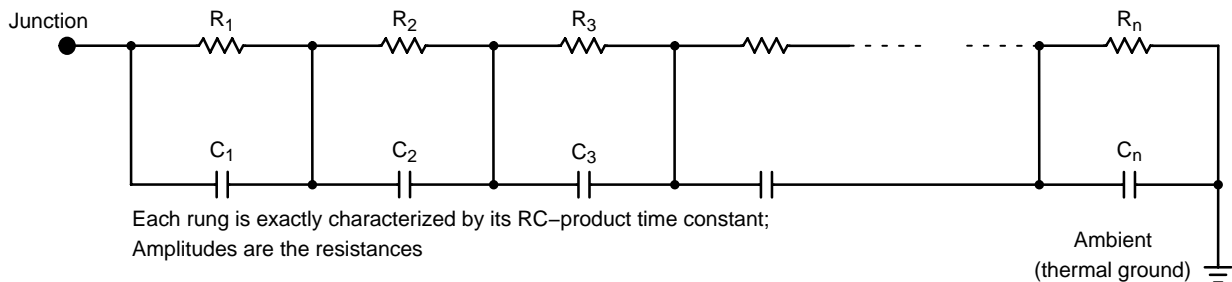 Junction
R1 R2 R3 Rn
C1 C2 C3 Cn
Each rung is exactly characterized by its RC−product time constant;
Amplitudes are the resistances
Ambient
(thermal ground)